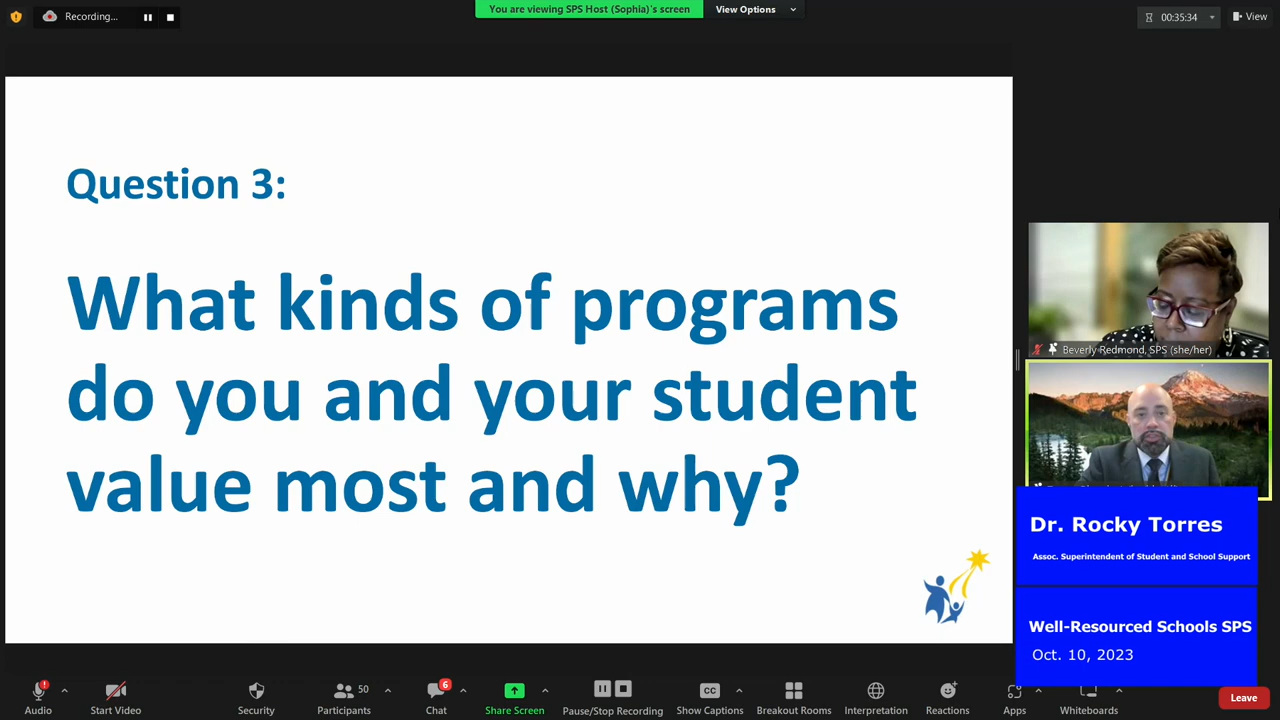 Recording...
You are viewing SPS Host (Sophia)'s screen
View Options
00:35:34
View
Question 3:
What kinds of programs
do you and your student
value most and why?
Beverly Redmond, SPS (she/her)
Dr. Rocky Torres
Assoc. Superintendent of Student and School Support
Well-Resourced Schools SPS
Oct. 10, 2023
Audio
Start Video
Security
50
Participants
6
Chat
Share Screen
Pause/Stop Recording
CC
Show Captions
Breakout Rooms
Interpretation
Reactions
Apps
Whiteboards
Leave